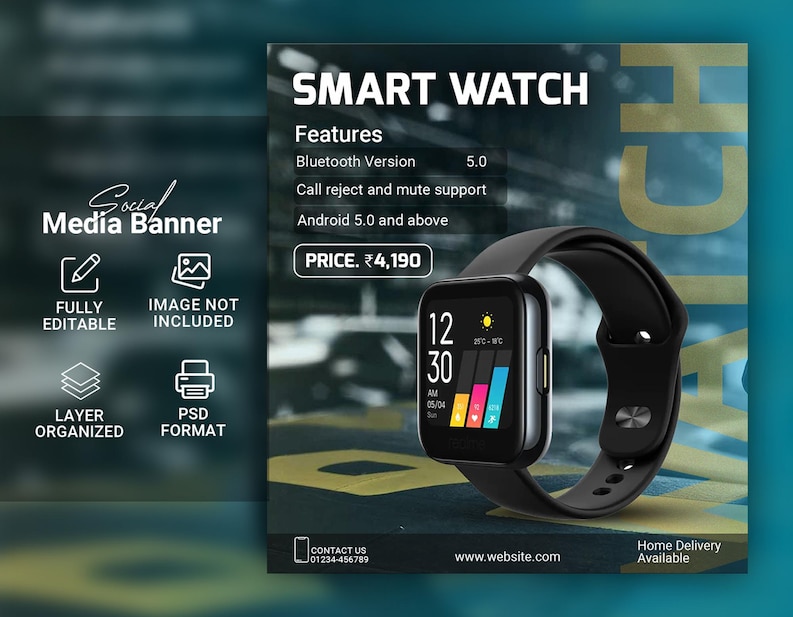 Social
Media Banner
FULLY
EDITABLE
IMAGE NOT
INCLUDED
LAYER
ORGANIZED
PSD
FORMAT
SMART WATCH
Features
Bluetooth Version 5.0
Call reject and mute support
Android 5.0 and above
PRICE. ₹4,190
WATCH
12
30
AM
05/04
Sun
25°C - 18°C
realme
CONTACT US
01234-456789
www.website.com
Home Delivery
Available